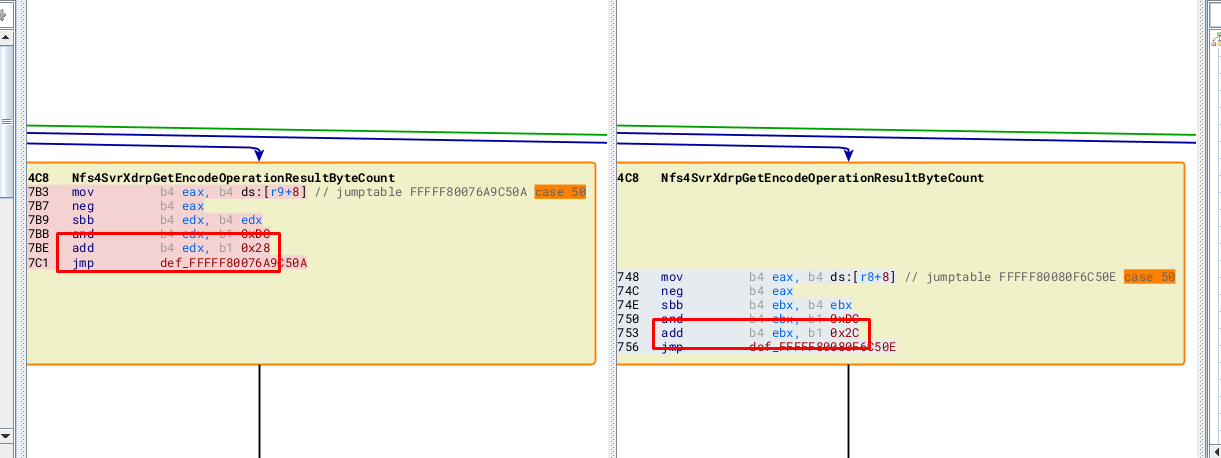 4C8 Nfs4SvrXdrpGetEncodeOperationResultByteCount
7B3 mov b4 eax, b4 ds:[r9+8] // jumptable FFFFF80076A9C50A case 50
7B7 neg b4 eax
7B9 sbb b4 edx, b4 edx
7BB and b4 edx, b1 0xDC
7BE add b4 edx, b1 0x28
7C1 jmp def_FFFFF80076A9C50A
4C8 Nfs4SvrXdrpGetEncodeOperationResultByteCount
748 mov b4 eax, b4 ds:[r8+8] // jumptable FFFFF80080F6C50E case 50
74C neg b4 eax
74E sbb b4 ebx, b4 ebx
750 and b4 ebx, b1 0xDC
753 add b4 ebx, b1 0x2C
756 jmp def_FFFFF80080F6C50E